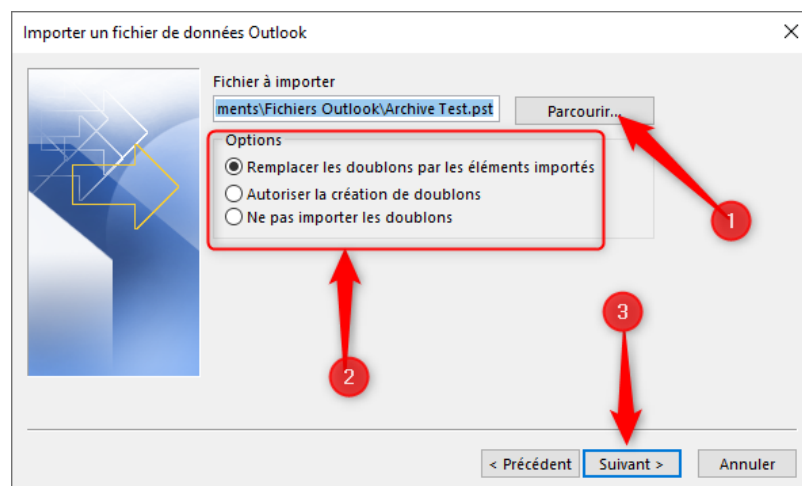 Importer un fichier de données Outlook
Fichier à importer
ments\Fichiers Outlook\Archive Test.pst
Parcourir...
Options
Remplacer les doublons par les éléments importés
Autoriser la création de doublons
Ne pas importer les doublons
1
2
3
< Précédent
Suivant >
Annuler